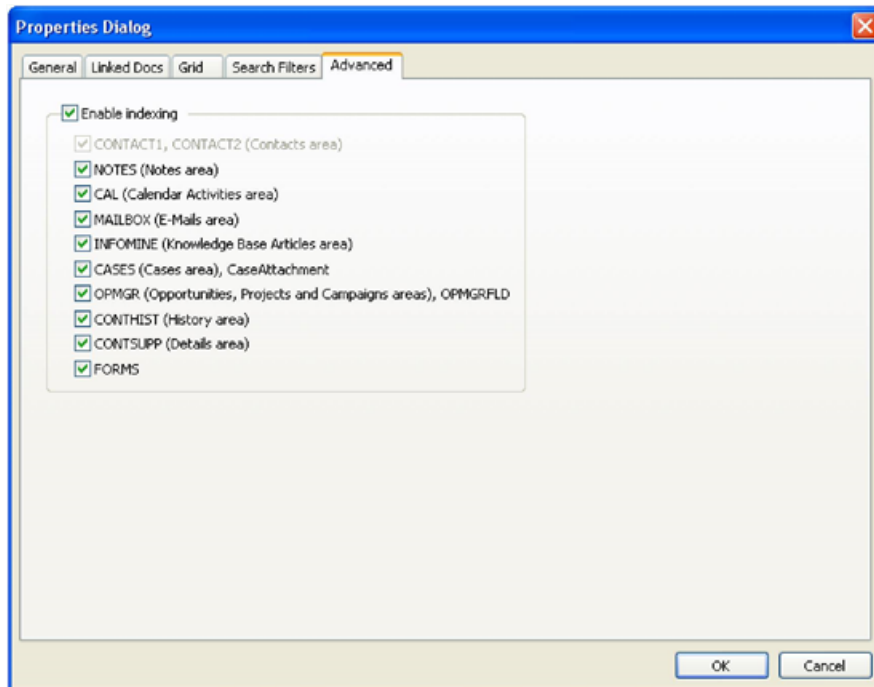 Properties Dialog
General Linked Docs Grid Search Filters Advanced
Enable indexing
CONTACT1, CONTACT2 (Contacts area)
NOTES (Notes area)
CAL (Calendar Activities area)
MAILBOX (E-Mails area)
INFOMINE (Knowledge Base Articles area)
CASES (Cases area), CaseAttachment
OPMGR (Opportunities, Projects and Campaigns areas), OPMGRFLD
CONTHIST (History area)
CONTSUPP (Details area)
FORMS
OK Cancel